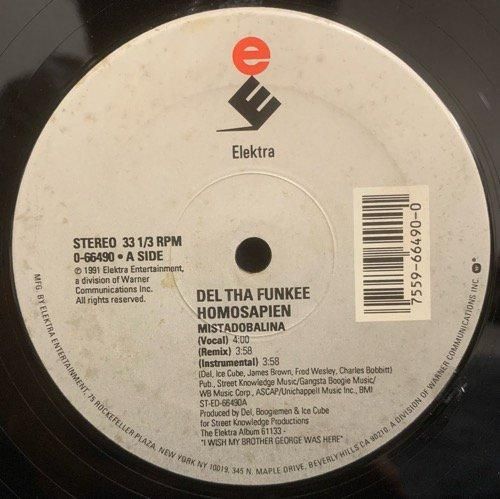 e
E
Elektra
STEREO 33 1/3 RPM
0-66490 • A SIDE
℗ 1991 Elektra Entertainment,
a division of Warner
Communications Inc.
All rights reserved.
7559-66490-0
DEL THA FUNKEE
HOMOSAPIEN
MISTADOBALINA
(Vocal) 4:00
(Remix) 3:58
(Instrumental) 3:58
(Del, Ice Cube, James Brown, Fred Wesley, Charles Bobbitt)
Pub., Street Knowledge Music/Gangsta Boogie Music/
WB Music Corp., ASCAP/Unichappell Music Inc., BMI
ST-ED-66490A
Produced by Del, Boogiemen & Ice Cube
for Street Knowledge Productions
The Elektra Album 61133 -
"I WISH MY BROTHER GEORGE WAS HERE"
MFG. BY ELEKTRA ENTERTAINMENT, 75 ROCKEFELLER PLAZA, NEW YORK NY 10019, 345 N. MAPLE DRIVE, BEVERLY HILLS CA 90210, A DIVISION OF WARNER COMMUNICATIONS INC.